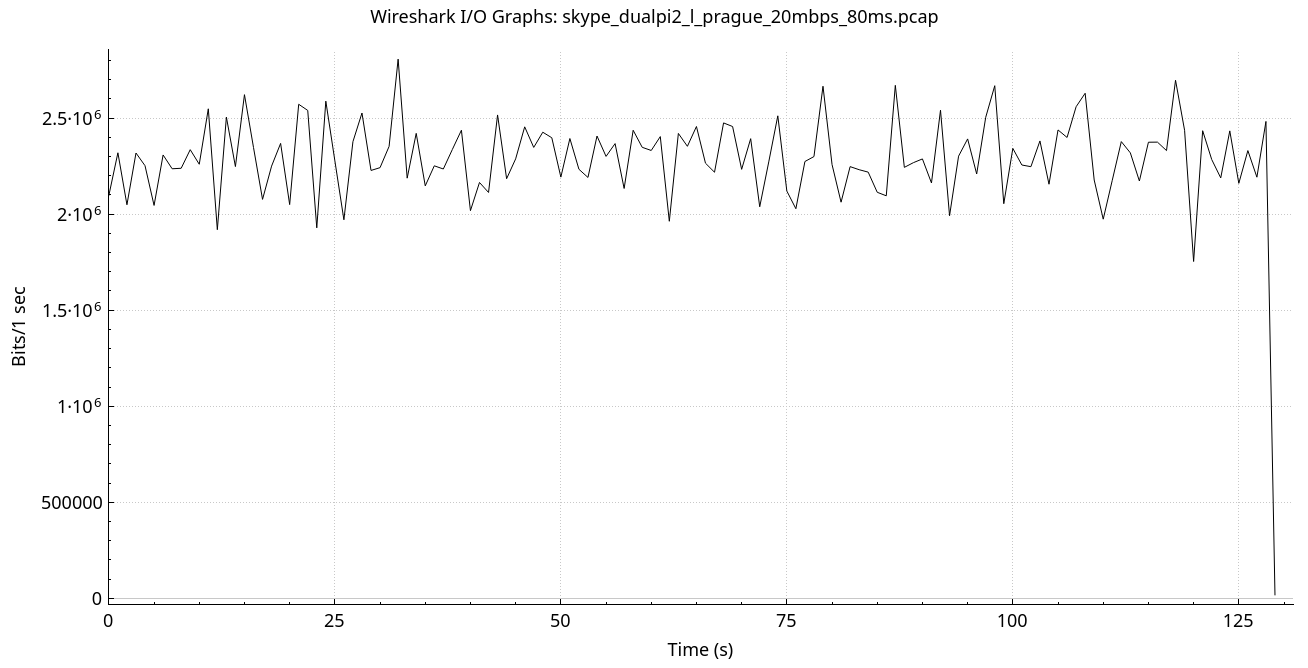 Wireshark I/O Graphs: skype_dualpi2_l_prague_20mbps_80ms.pcap
2.5·10⁶
2·10⁶
1.5·10⁶
1·10⁶
500000
0
Bits/1 sec
0 25 50 75 100 125
Time (s)